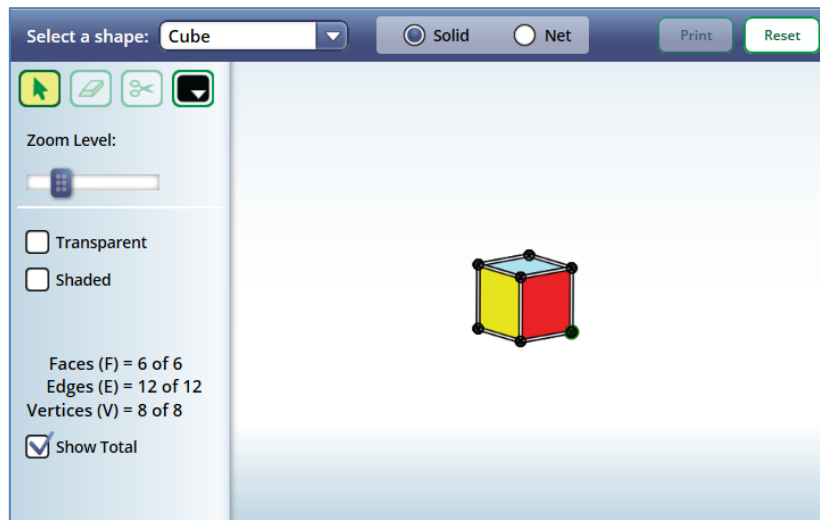 Select a shape: Cube Solid Net Print Reset
Zoom Level:
Transparent
Shaded
Faces (F) = 6 of 6
Edges (E) = 12 of 12
Vertices (V) = 8 of 8
Show Total